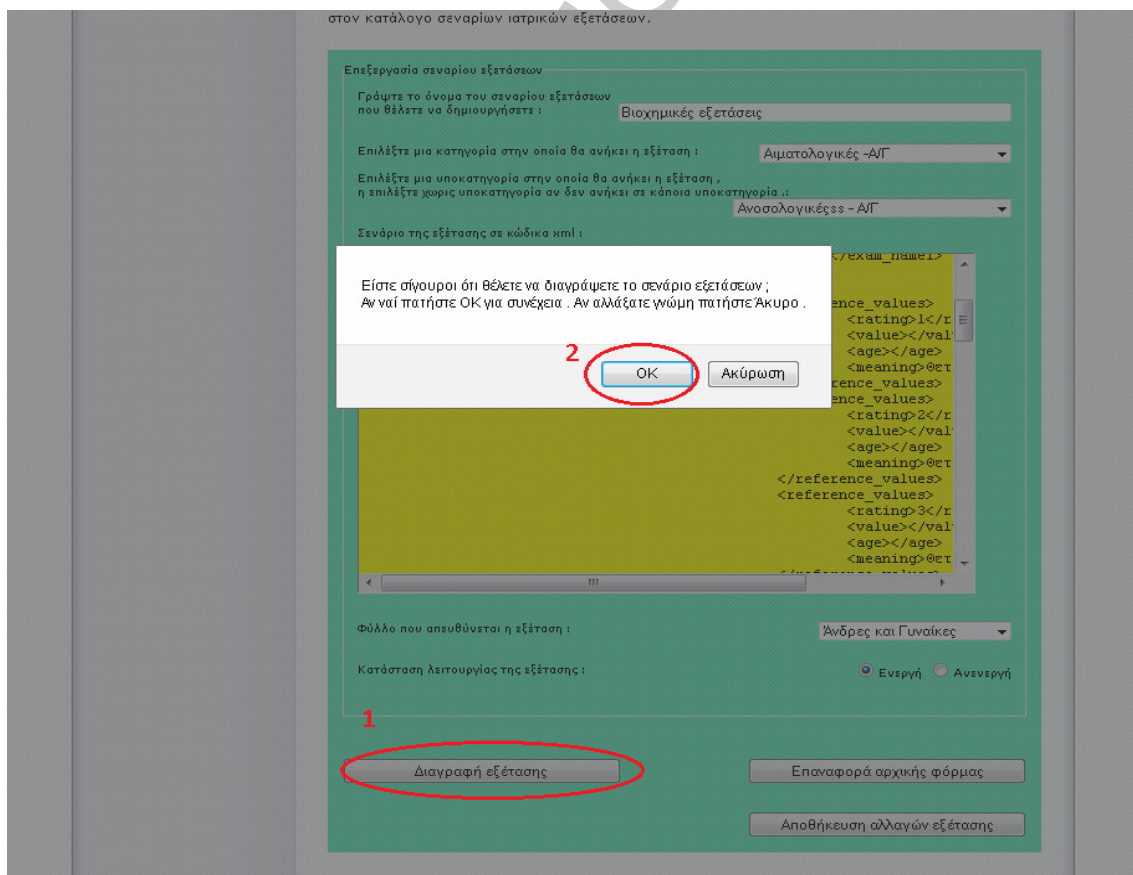 στον κατάλογο σεναρίων ιατρικών εξετάσεων.
Επεξεργασία σεναρίου εξετάσεων
Γράψτε το όνομα του σεναρίου εξετάσεων
που θέλετε να δημιουργήσετε : Βιοχημικές εξετάσεις
Επιλέξτε μια κατηγορία στην οποία θα ανήκει η εξέταση : Αιματολογικές -Α/Γ
Επιλέξτε μια υποκατηγορία στην οποία θα ανήκει η εξέταση ,
η επιλέξτε χωρις υποκατηγορία αν δεν ανήκει σε κάποια υποκατηγορία .:
Ανοσολογικέςss - Α/Γ
Σενάριο της εξέτασης σε κώδικα xml :
</exam_name1>
Είστε σίγουροι ότι θέλετε να διαγράψετε το σενάριο εξετάσεων ;
Αν ναί πατήστε ΟΚ για συνέχεια . Αν αλλάξατε γνώμη πατήστε Άκυρο .
2
OK Ακύρωση
ence_values>
<rating>1</r
<value></val
<age></age>
<meaning>Θετ
rence_values>
ence_values>
<rating>2</r
<value></val
<age></age>
<meaning>Θετ
</reference_values>
<reference_values>
<rating>3</r
<value></val
<age></age>
<meaning>Θετ
Φύλλο που απευθύνεται η εξέταση : Άνδρες και Γυναίκες
Κατάσταση λειτουργίας της εξέτασης : Ενεργή Ανενεργή
1
Διαγραφή εξέτασης Επαναφορά αρχικής φόρμας
Αποθήκευση αλλαγών εξέτασης